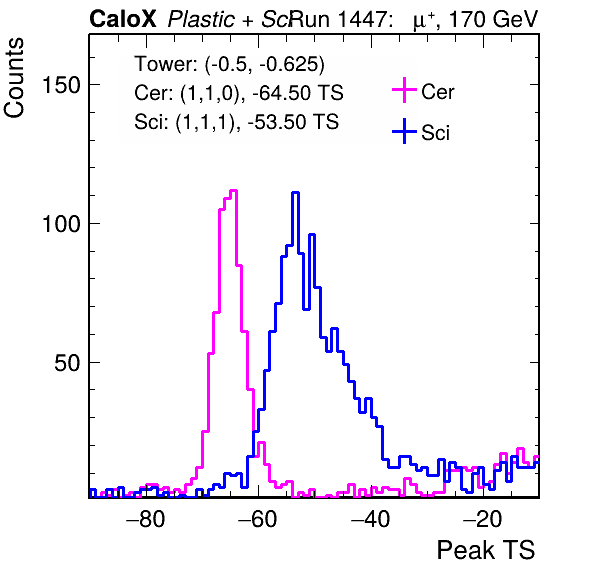 CaloX Plastic + SciRun 1447: μ⁺, 170 GeV
Counts
Tower: (-0.5, -0.625)
Cer: (1,1,0), -64.50 TS
Sci: (1,1,1), -53.50 TS
Cer
Sci
150
100
50
−80 −60 −40 −20
Peak TS